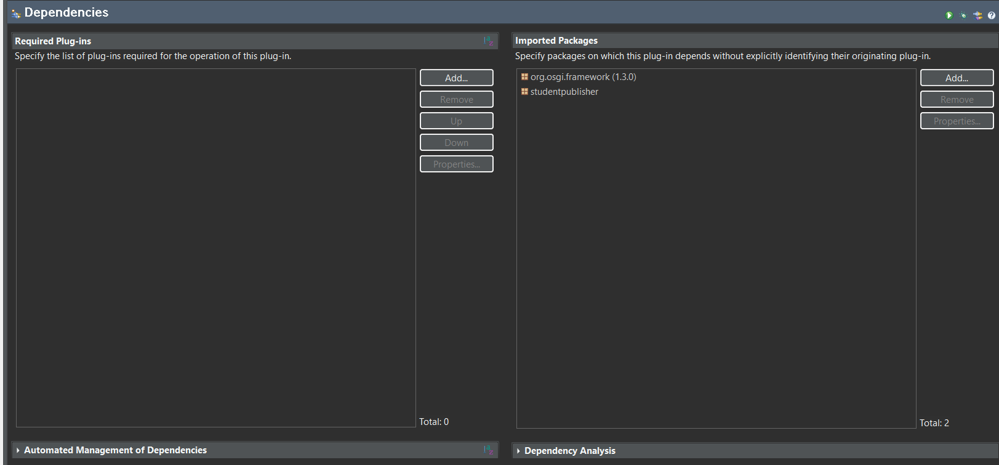 Dependencies
Required Plug-ins
Specify the list of plug-ins required for the operation of this plug-in.
Add...
Remove
Up
Down
Properties...
Total: 0
Automated Management of Dependencies
Imported Packages
Specify packages on which this plug-in depends without explicitly identifying their originating plug-in.
org.osgi.framework (1.3.0)
studentpublisher
Add...
Remove
Properties...
Total: 2
Dependency Analysis